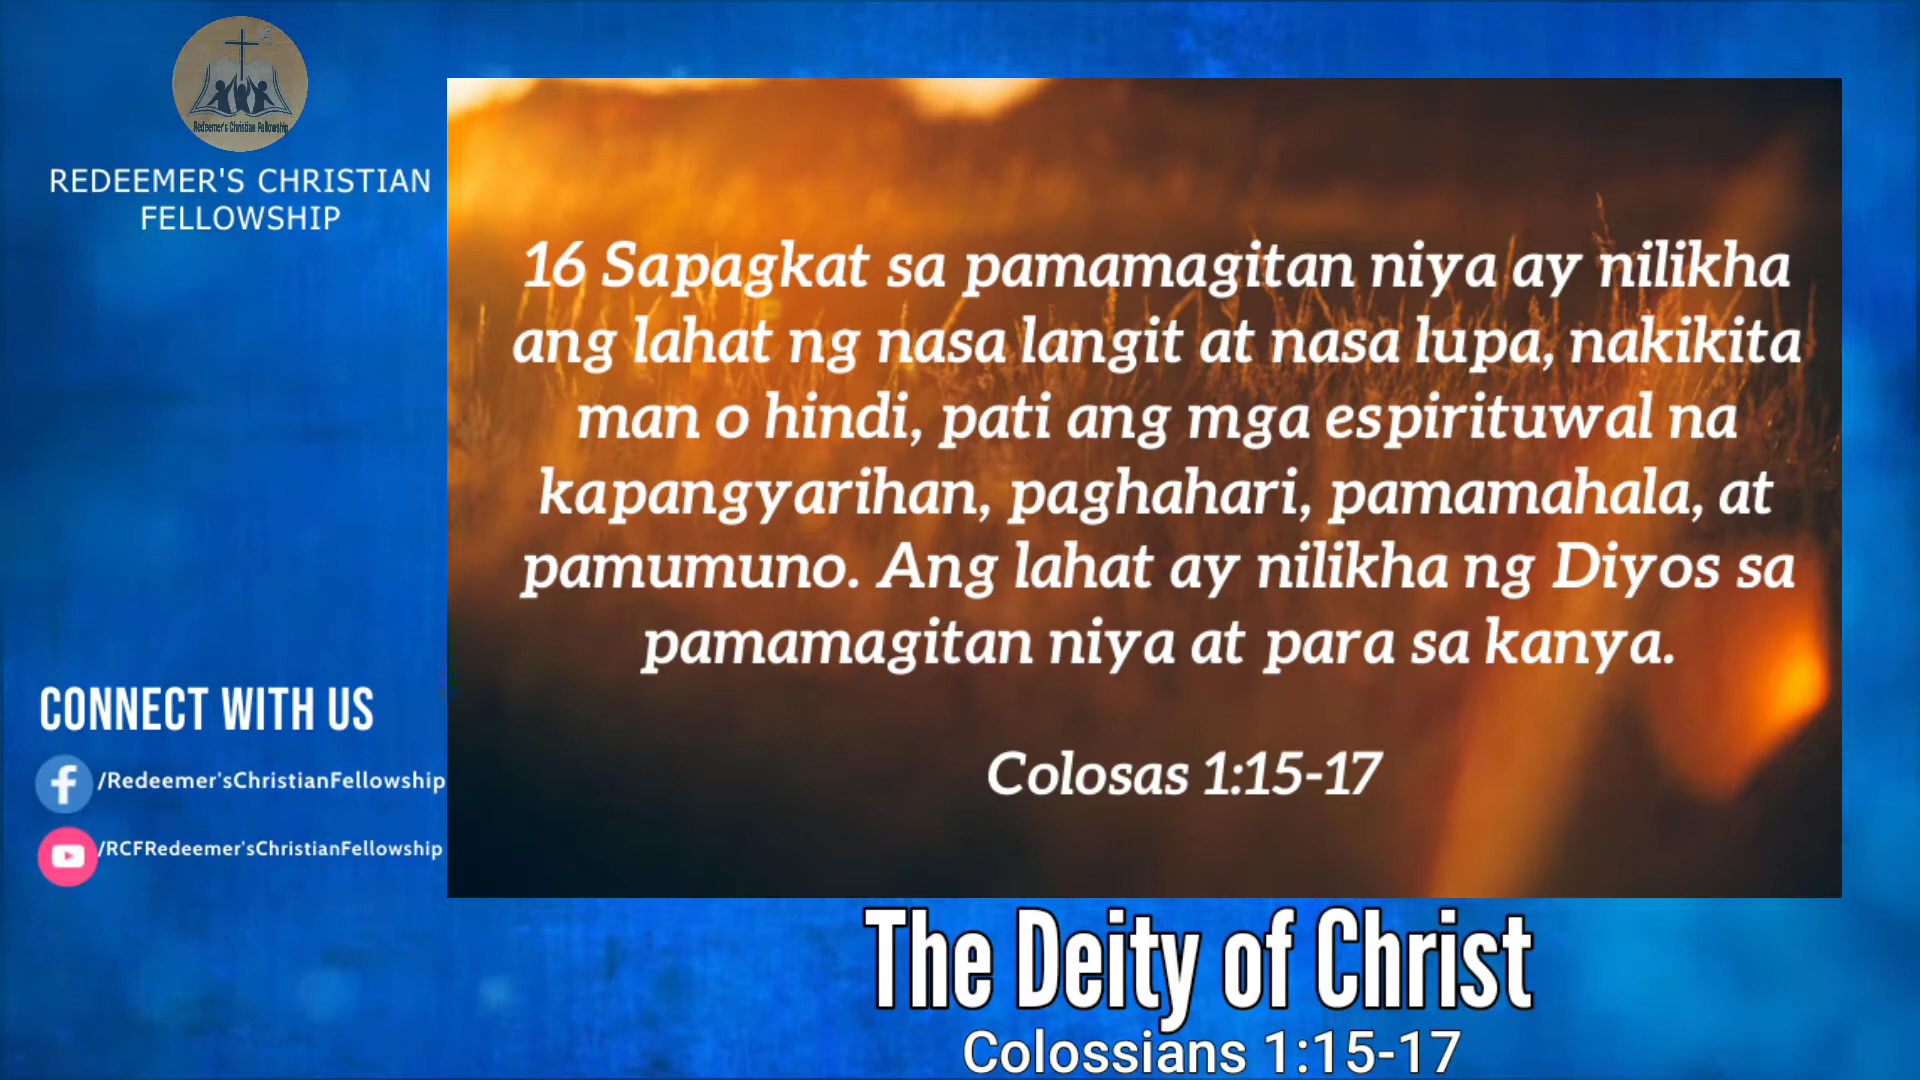 Redeemer's Christian Fellowship
REDEEMER'S CHRISTIAN
FELLOWSHIP
16 Sapagkat sa pamamagitan niya ay nilikha
ang lahat ng nasa langit at nasa lupa, nakikita
man o hindi, pati ang mga espirituwal na
kapangyarihan, paghahari, pamamahala, at
pamumuno. Ang lahat ay nilikha ng Diyos sa
pamamagitan niya at para sa kanya.
Colosas 1:15-17
CONNECT WITH US
/Redeemer'sChristianFellowship
/RCFRedeemer'sChristianFellowship
The Deity of Christ
Colossians 1:15-17